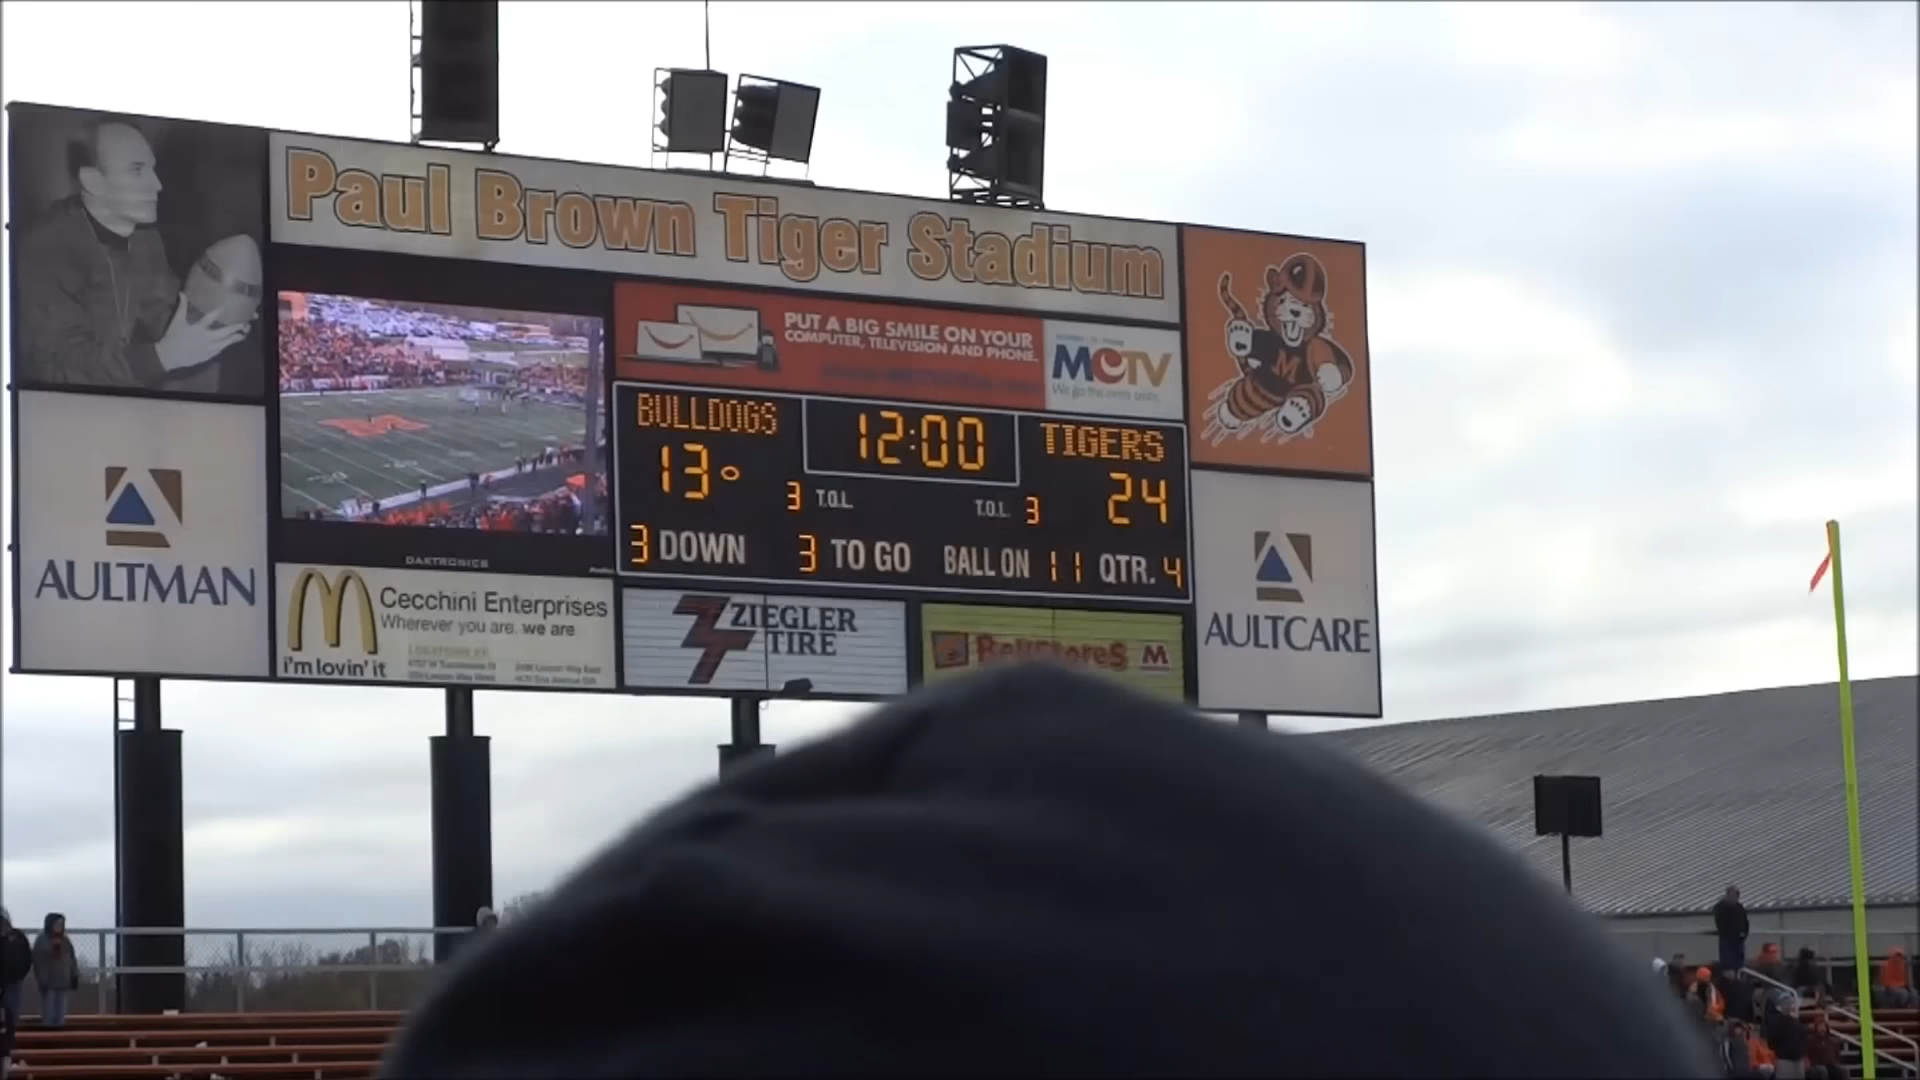 Paul Brown Tiger Stadium
PUT A BIG SMILE ON YOUR
COMPUTER, TELEVISION AND PHONE.
MCTV
BULLDOGS
12:00
TIGERS
13
24
3 T.O.L.
T.O.L. 3
3 DOWN
3 TO GO
BALL ON 11
QTR. 4
DAKTRONICS
AULTMAN
Cecchini Enterprises
Wherever you are, we are
i'm lovin' it
ZIEGLER
TIRE
BellStores M
AULTCARE
M